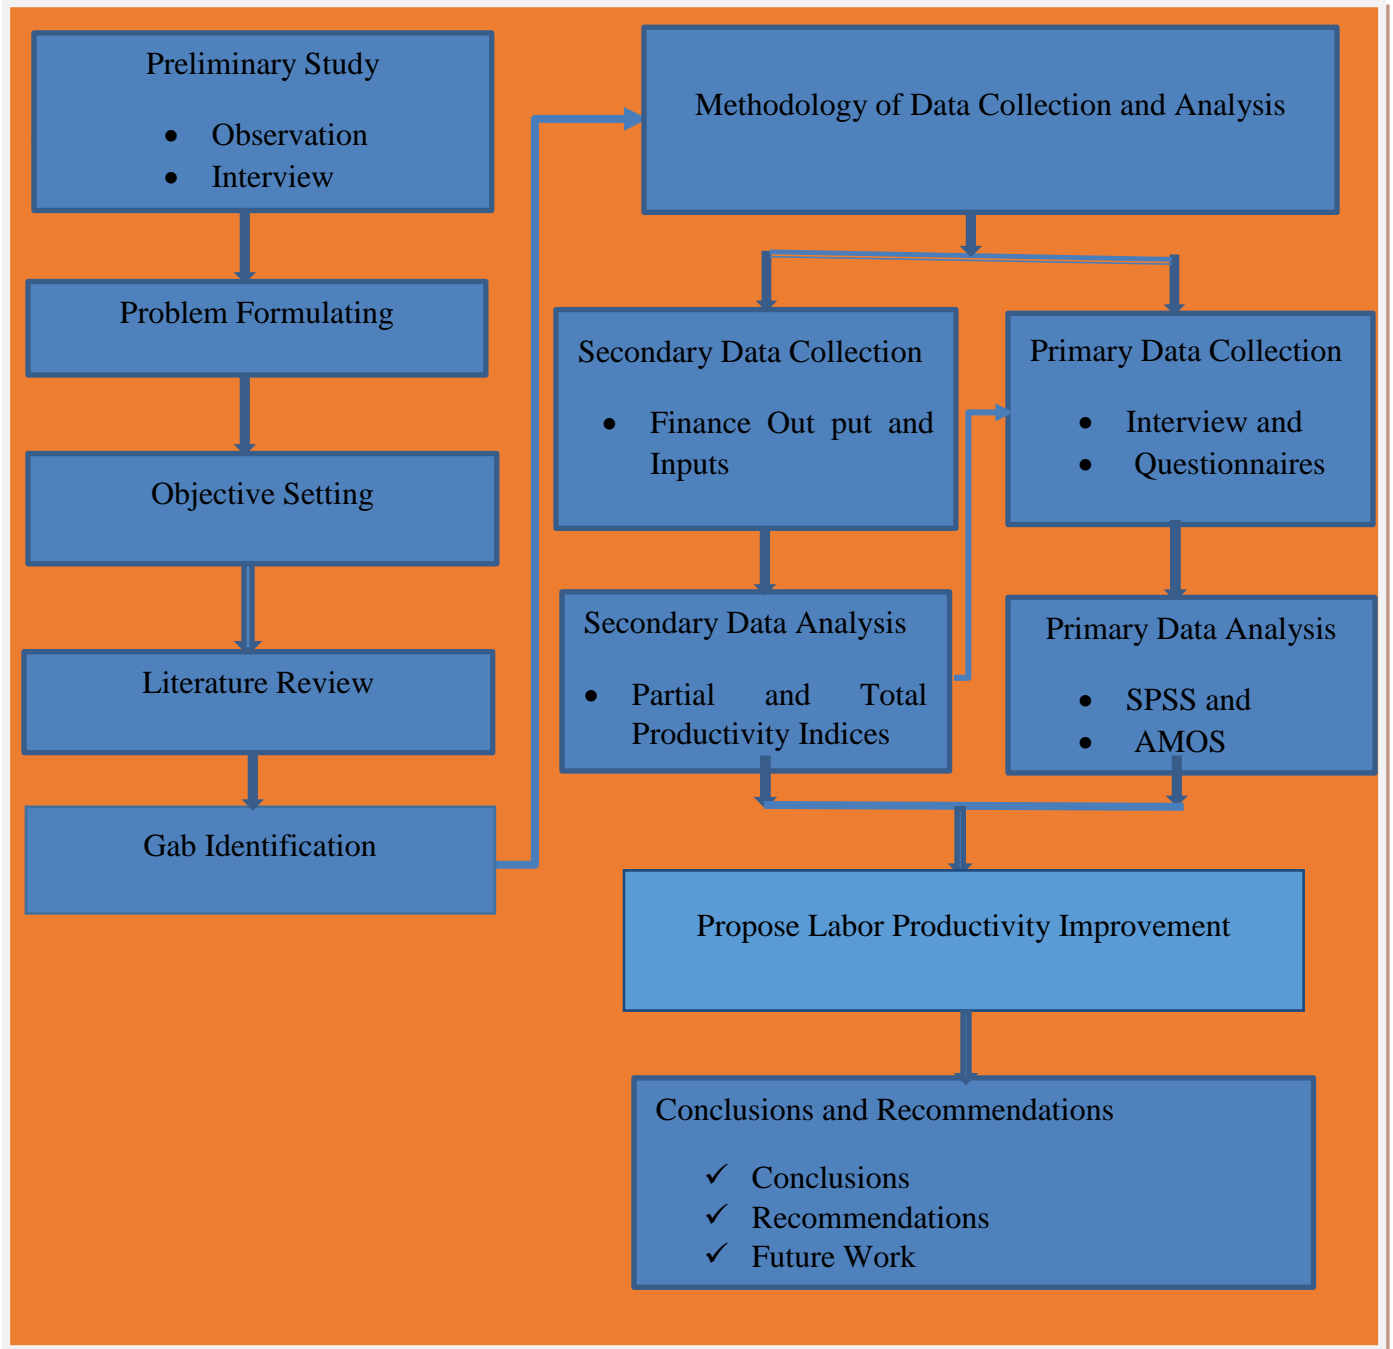 Preliminary Study
• Observation
• Interview
Problem Formulating
Objective Setting
Literature Review
Gab Identification
Methodology of Data Collection and Analysis
Secondary Data Collection
• Finance Out put and
Inputs
Primary Data Collection
• Interview and
• Questionnaires
Secondary Data Analysis
• Partial and Total
Productivity Indices
Primary Data Analysis
• SPSS and
• AMOS
Propose Labor Productivity Improvement
Conclusions and Recommendations
✓ Conclusions
✓ Recommendations
✓ Future Work